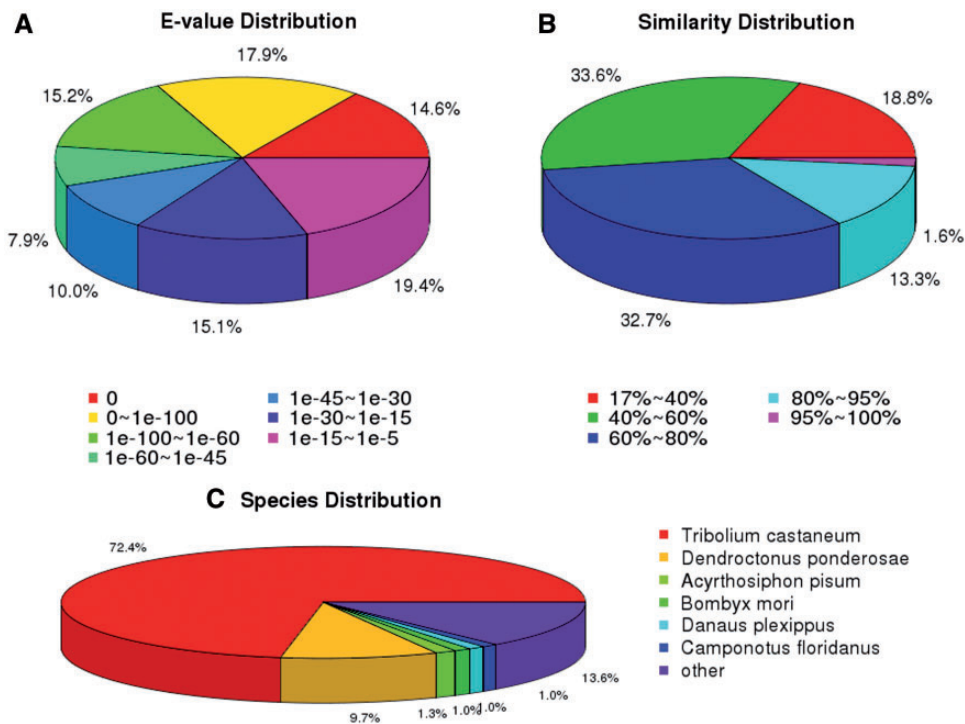 A
E-value Distribution
17.9%
15.2%
14.6%
7.9%
10.0%
15.1%
19.4%
0
0~1e-100
1e-100~1e-60
1e-60~1e-45
1e-45~1e-30
1e-30~1e-15
1e-15~1e-5
B
Similarity Distribution
33.6%
18.8%
1.6%
13.3%
32.7%
17%~40%
40%~60%
60%~80%
80%~95%
95%~100%
C
Species Distribution
72.4%
9.7%
1.3%
1.0%
1.0%
1.0%
13.6%
Tribolium castaneum
Dendroctonus ponderosae
Acyrthosiphon pisum
Bombyx mori
Danaus plexippus
Camponotus floridanus
other